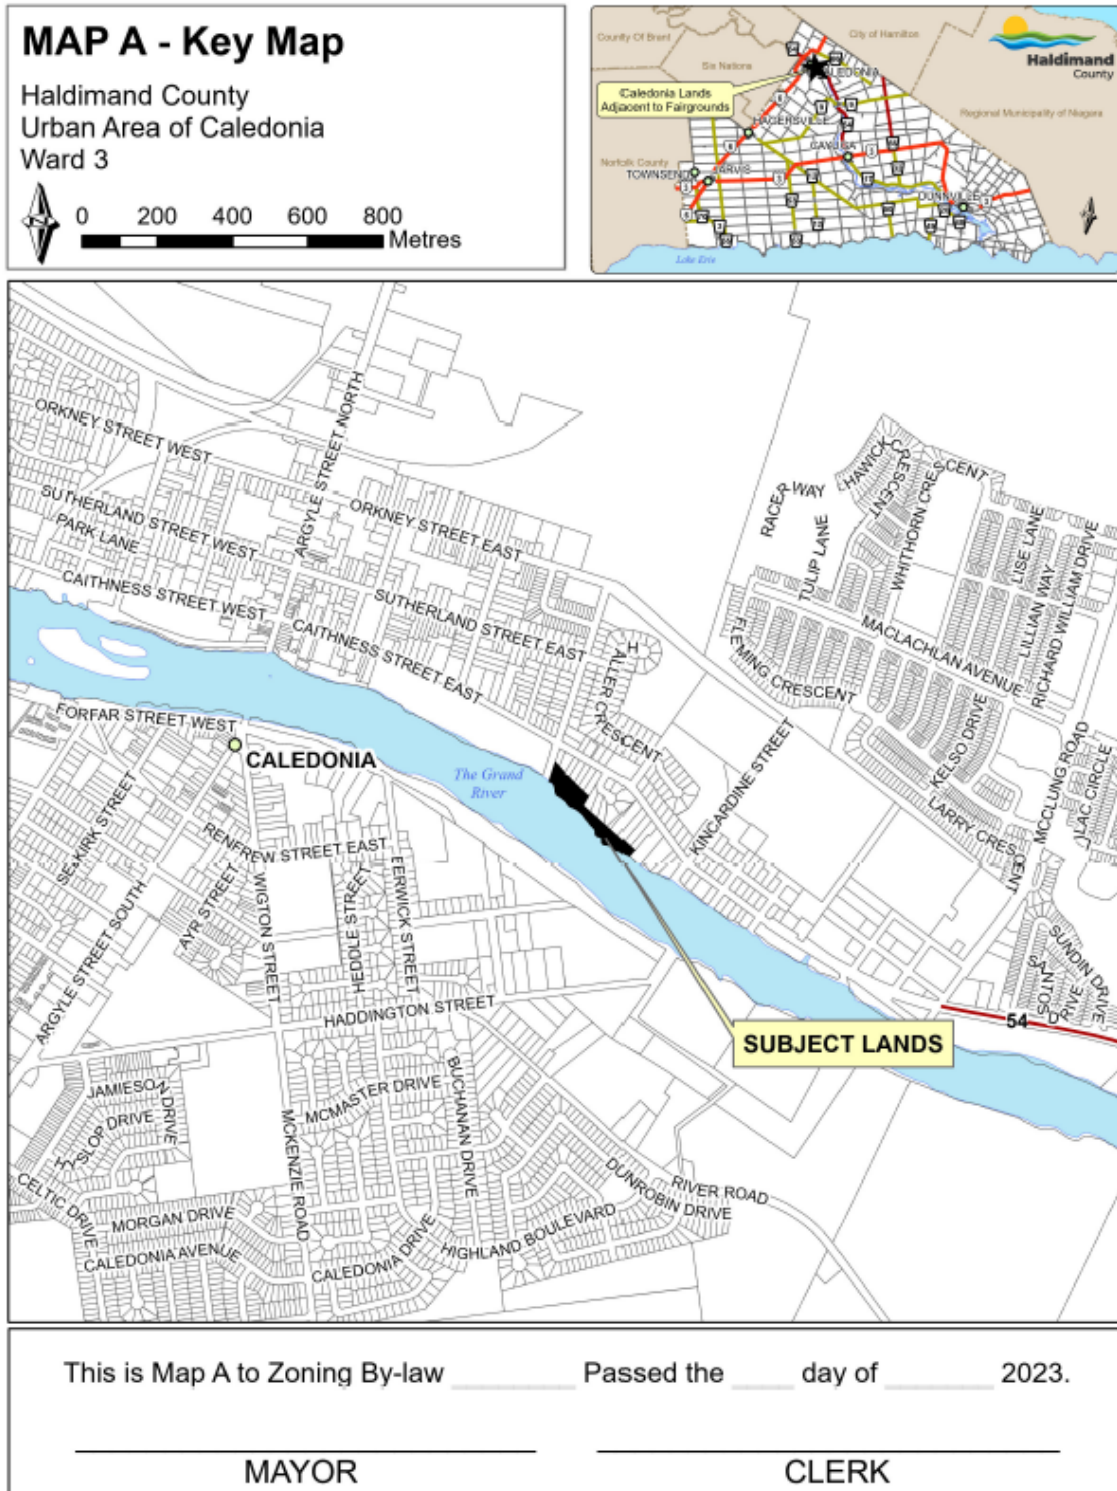 MAP A - Key Map
Haldimand County
Urban Area of Caledonia
Ward 3
0 200 400 600 800
Metres
County Of Brant
City of Hamilton
Six Nations
Haldimand
County
CALEDONIA
Caledonia Lands
Adjacent to Fairgrounds
Regional Municipality of Niagara
HAGERSVILLE
CAYUGA
Norfolk County
TOWNSEND
JARVIS
DUNNVILLE
Lake Erie
ORKNEY STREET WEST
ARGYLE STREET NORTH
SUTHERLAND STREET WEST
PARK LANE
ORKNEY STREET EAST
CAITHNESS STREET WEST
SUTHERLAND STREET EAST
CAITHNESS STREET EAST
HALLER CRESCENT
RACER WAY
HAWICK CRESCENT
TULIP LANE
WHITHORN CRESCENT
LISE LANE
LILLIAN WAY
RICHARD WILLIAM DRIVE
MACLACHLAN AVENUE
FLEMING CRESCENT
KELSO DRIVE
KINCARDINE STREET
LARRY CRESCENT
MCCLUNG ROAD
LILAC CIRCLE
FORFAR STREET WEST
CALEDONIA
The Grand
River
SELKIRK STREET
RENFREW STREET EAST
AYR STREET
WIGTON STREET
HEDDLE STREET
FERWICK STREET
ARGYLE STREET SOUTH
HADDINGTON STREET
SUNDIN DRIVE
SANTOS DRIVE
54
SUBJECT LANDS
JAMIESON DRIVE
HYSLOP DRIVE
MCMASTER DRIVE
BUCHANAN DRIVE
MCKENZIE ROAD
CELTIC DRIVE
MORGAN DRIVE
CALEDONIA AVENUE
CALEDONIA DRIVE
HIGHLAND BOULEVARD
DUNROBIN DRIVE
RIVER ROAD
This is Map A to Zoning By-law ________ Passed the ____ day of _______ 2023.
MAYOR
CLERK